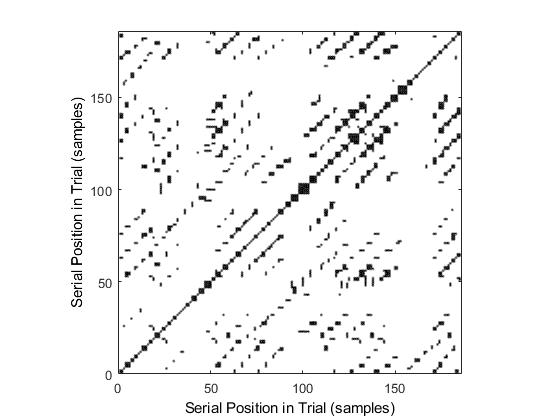 Serial Position in Trial (samples)
150
100
50
0
0 50 100 150
Serial Position in Trial (samples)